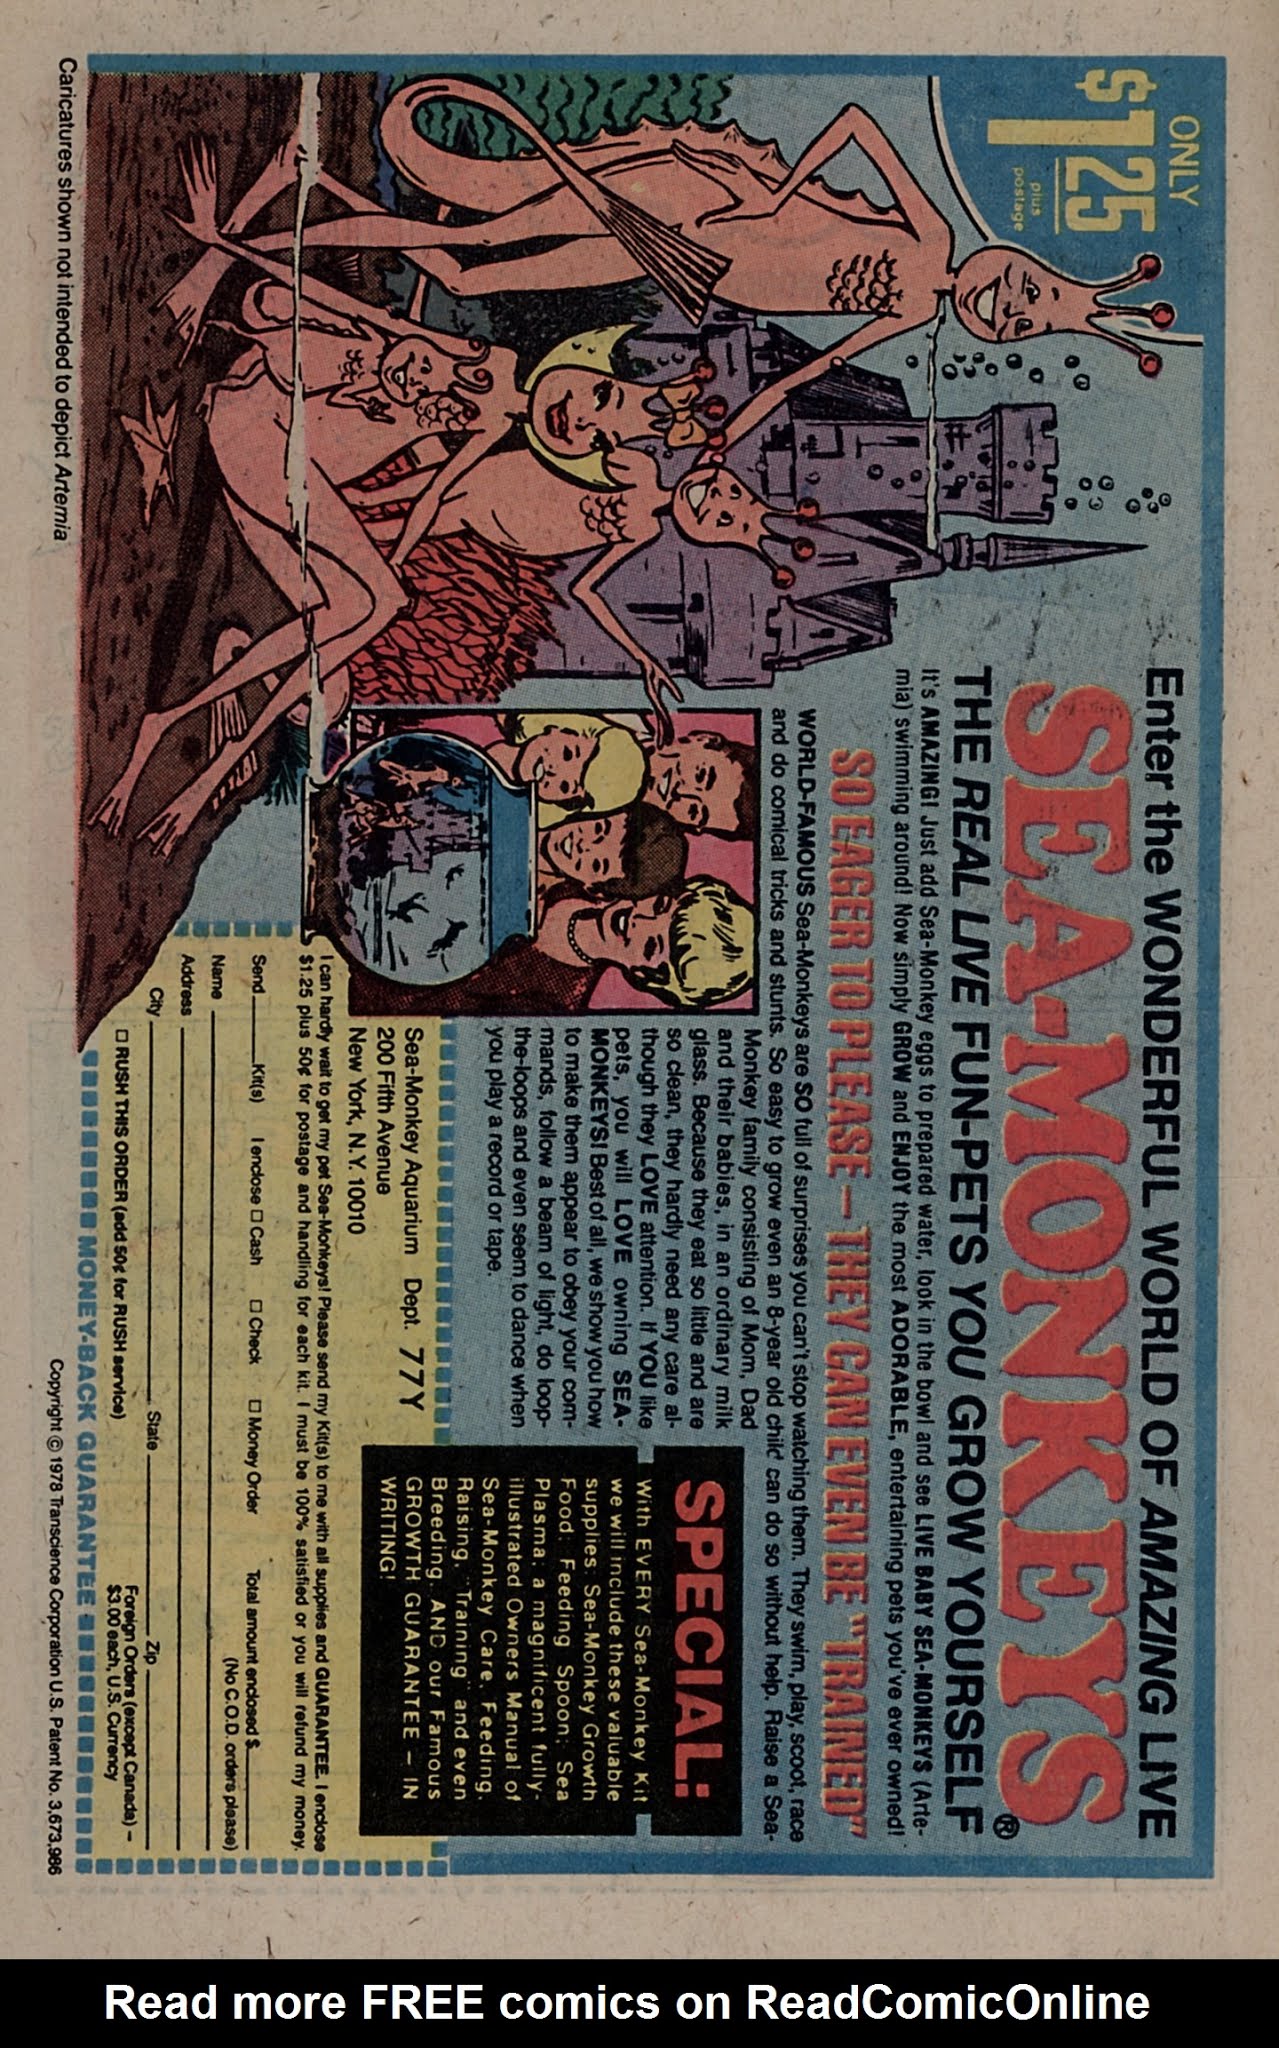 ONLY
$1.25
plus
postage
Enter the WONDERFUL WORLD OF AMAZING LIVE
SEA-MONKEYS®
THE REAL LIVE FUN-PETS YOU GROW YOURSELF
It's AMAZING! Just add Sea-Monkey eggs to prepared water, look in the bowl and see LIVE BABY SEA-MONKEYS (Arte-
mia) swimming around! Now simply GROW and ENJOY the most ADORABLE, entertaining pets you've ever owned!
SO EAGER TO PLEASE – THEY CAN EVEN BE "TRAINED"
WORLD-FAMOUS Sea-Monkeys are SO full of surprises you can't stop watching them. They swim, play, scoot, race
and do comical tricks and stunts. So easy to grow even an 8-year old child can do so without help. Raise a Sea-
Monkey family consisting of Mom, Dad
and their babies, in an ordinary milk
glass. Because they eat so little and are
so clean, they hardly need any care al-
though they LOVE attention. If YOU like
pets, you will LOVE owning SEA-
MONKEYS! Best of all, we show you how
to make them appear to obey your com-
mands, follow a beam of light, do loop-
the-loops and even seem to dance when
you play a record or tape.
SPECIAL:
With EVERY Sea-Monkey Kit
we will include these valuable
supplies: Sea-Monkey Growth
Food; Feeding Spoon; Sea
Plasma; a magnificent fully-
illustrated Owners Manual of
Sea-Monkey Care, Feeding,
Raising, "Training" and even
Breeding. AND our Famous
GROWTH GUARANTEE – IN
WRITING!
Sea-Monkey Aquarium Dept. 77Y
200 Fifth Avenue
New York, N.Y. 10010
I can hardly wait to get my pet Sea-Monkeys! Please send my Kit(s) to me with all supplies and GUARANTEE. I enclose
$1.25 plus 50¢ for postage and handling for each kit. I must be 100% satisfied or you will refund my money.
Send Kit(s) I enclose □ Cash □ Check □ Money Order Total amount enclosed $
(No C.O.D. orders please)
Name
Address
City State Zip
□ RUSH THIS ORDER (add 50¢ for RUSH service) Foreign Orders (except Canada) –
$3.00 each, U.S. Currency
MONEY-BACK GUARANTEE
Caricatures shown not intended to depict Artemia
Copyright © 1978 Transcience Corporation U.S. Patent No. 3,673,986
Read more FREE comics on ReadComicOnline